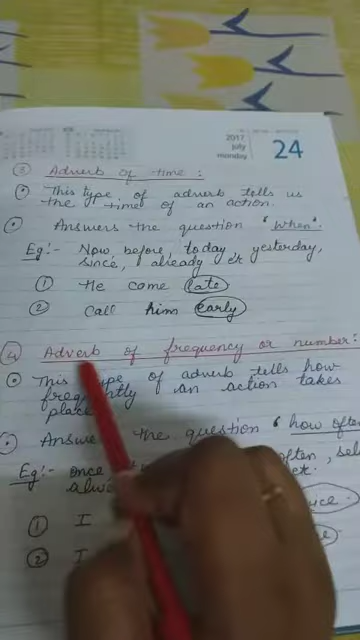 2017
july
monday
24
③ Adverb of time :
This type of adverb tells us
the time of an action.
Answers the question "When".
Eg:- Now, before, today yesterday,
since, already etc
① He come late
② Call him early
④ Adverb of frequency or number:
This type of adverb tells how
frequently an action takes
place
Answer the question "how often
Eg:- once often,
① I
② I